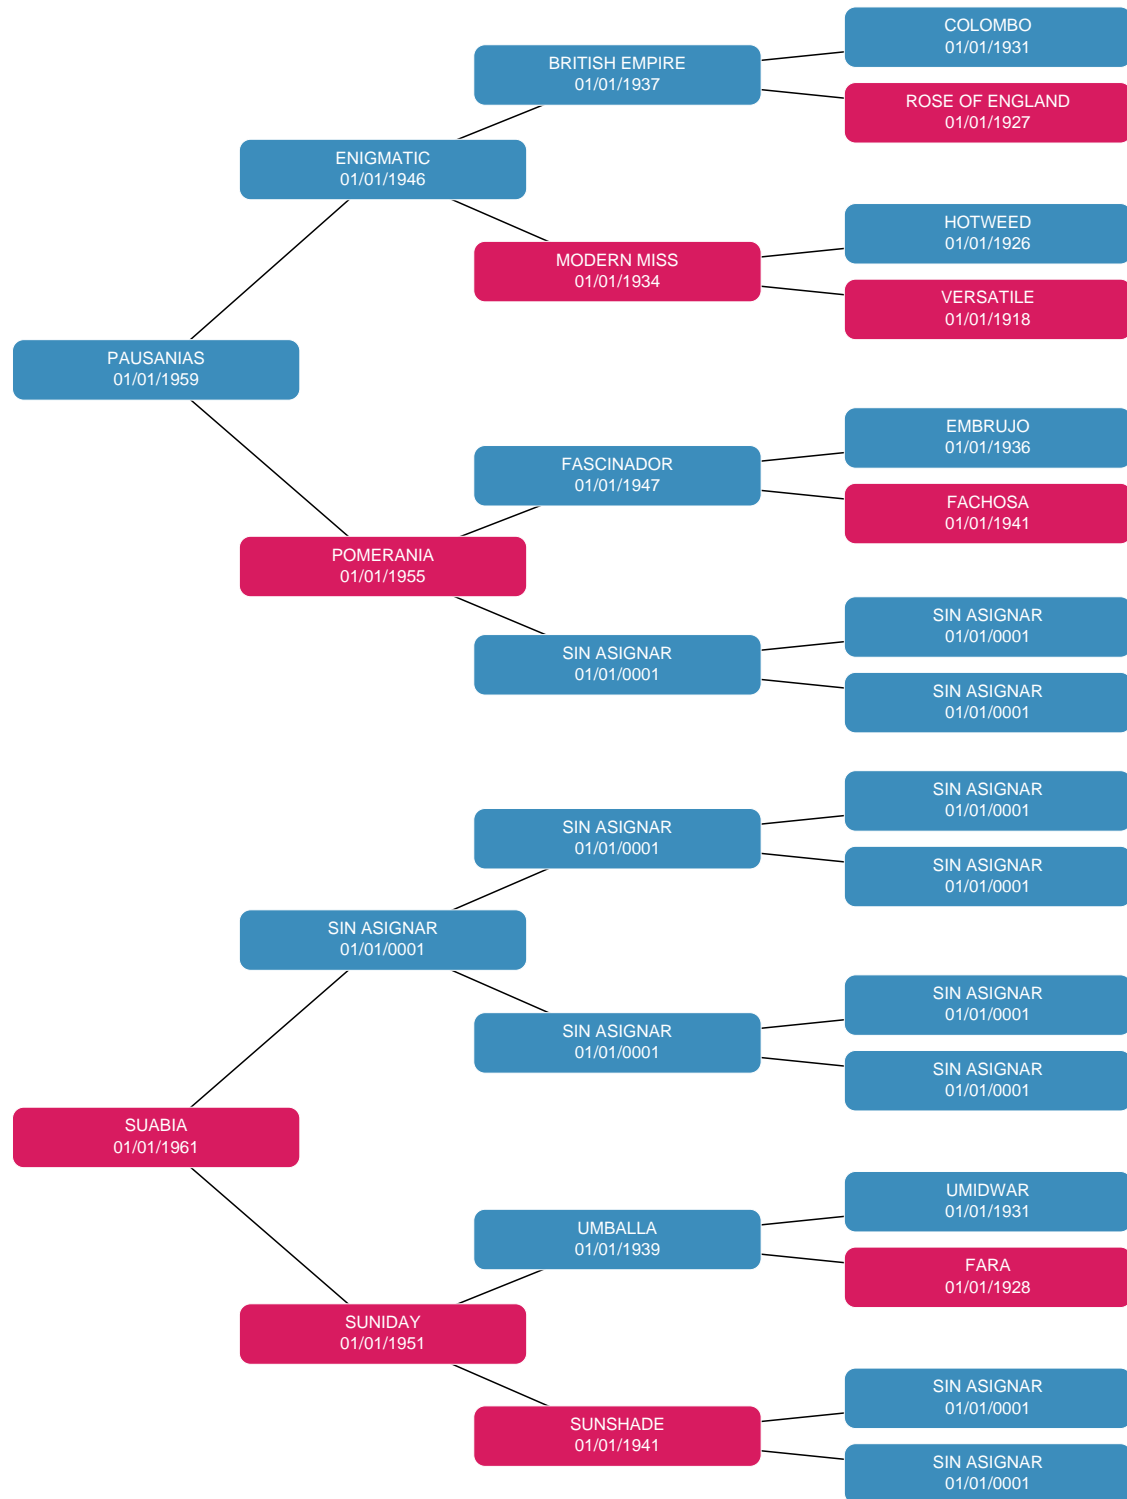 COLOMBO
01/01/1931
BRITISH EMPIRE
01/01/1937
ROSE OF ENGLAND
01/01/1927
ENIGMATIC
01/01/1946
HOTWEED
01/01/1926
MODERN MISS
01/01/1934
VERSATILE
01/01/1918
PAUSANIAS
01/01/1959
EMBRUJO
01/01/1936
FASCINADOR
01/01/1947
FACHOSA
01/01/1941
POMERANIA
01/01/1955
SIN ASIGNAR
01/01/0001
SIN ASIGNAR
01/01/0001
SIN ASIGNAR
01/01/0001
SIN ASIGNAR
01/01/0001
SIN ASIGNAR
01/01/0001
SIN ASIGNAR
01/01/0001
SIN ASIGNAR
01/01/0001
SIN ASIGNAR
01/01/0001
SIN ASIGNAR
01/01/0001
SIN ASIGNAR
01/01/0001
SUABIA
01/01/1961
UMIDWAR
01/01/1931
UMBALLA
01/01/1939
FARA
01/01/1928
SUNIDAY
01/01/1951
SIN ASIGNAR
01/01/0001
SUNSHADE
01/01/1941
SIN ASIGNAR
01/01/0001